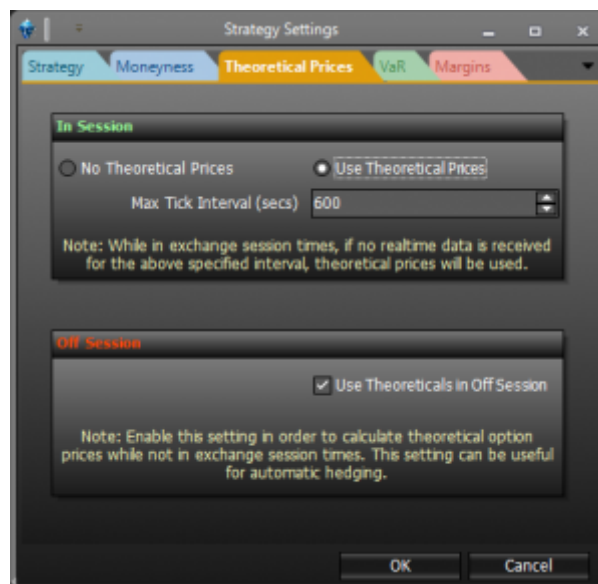 Strategy Settings
Strategy Moneyness Theoretical Prices VaR Margins
In Session
No Theoretical Prices Use Theoretical Prices
Max Tick Interval (secs) 600
Note: While in exchange session times, if no realtime data is received
for the above specified interval, theoretical prices will be used.
Off Session
Use Theoreticals in Off Session
Note: Enable this setting in order to calculate theoretical option
prices while not in exchange session times. This setting can be useful
for automatic hedging.
OK Cancel